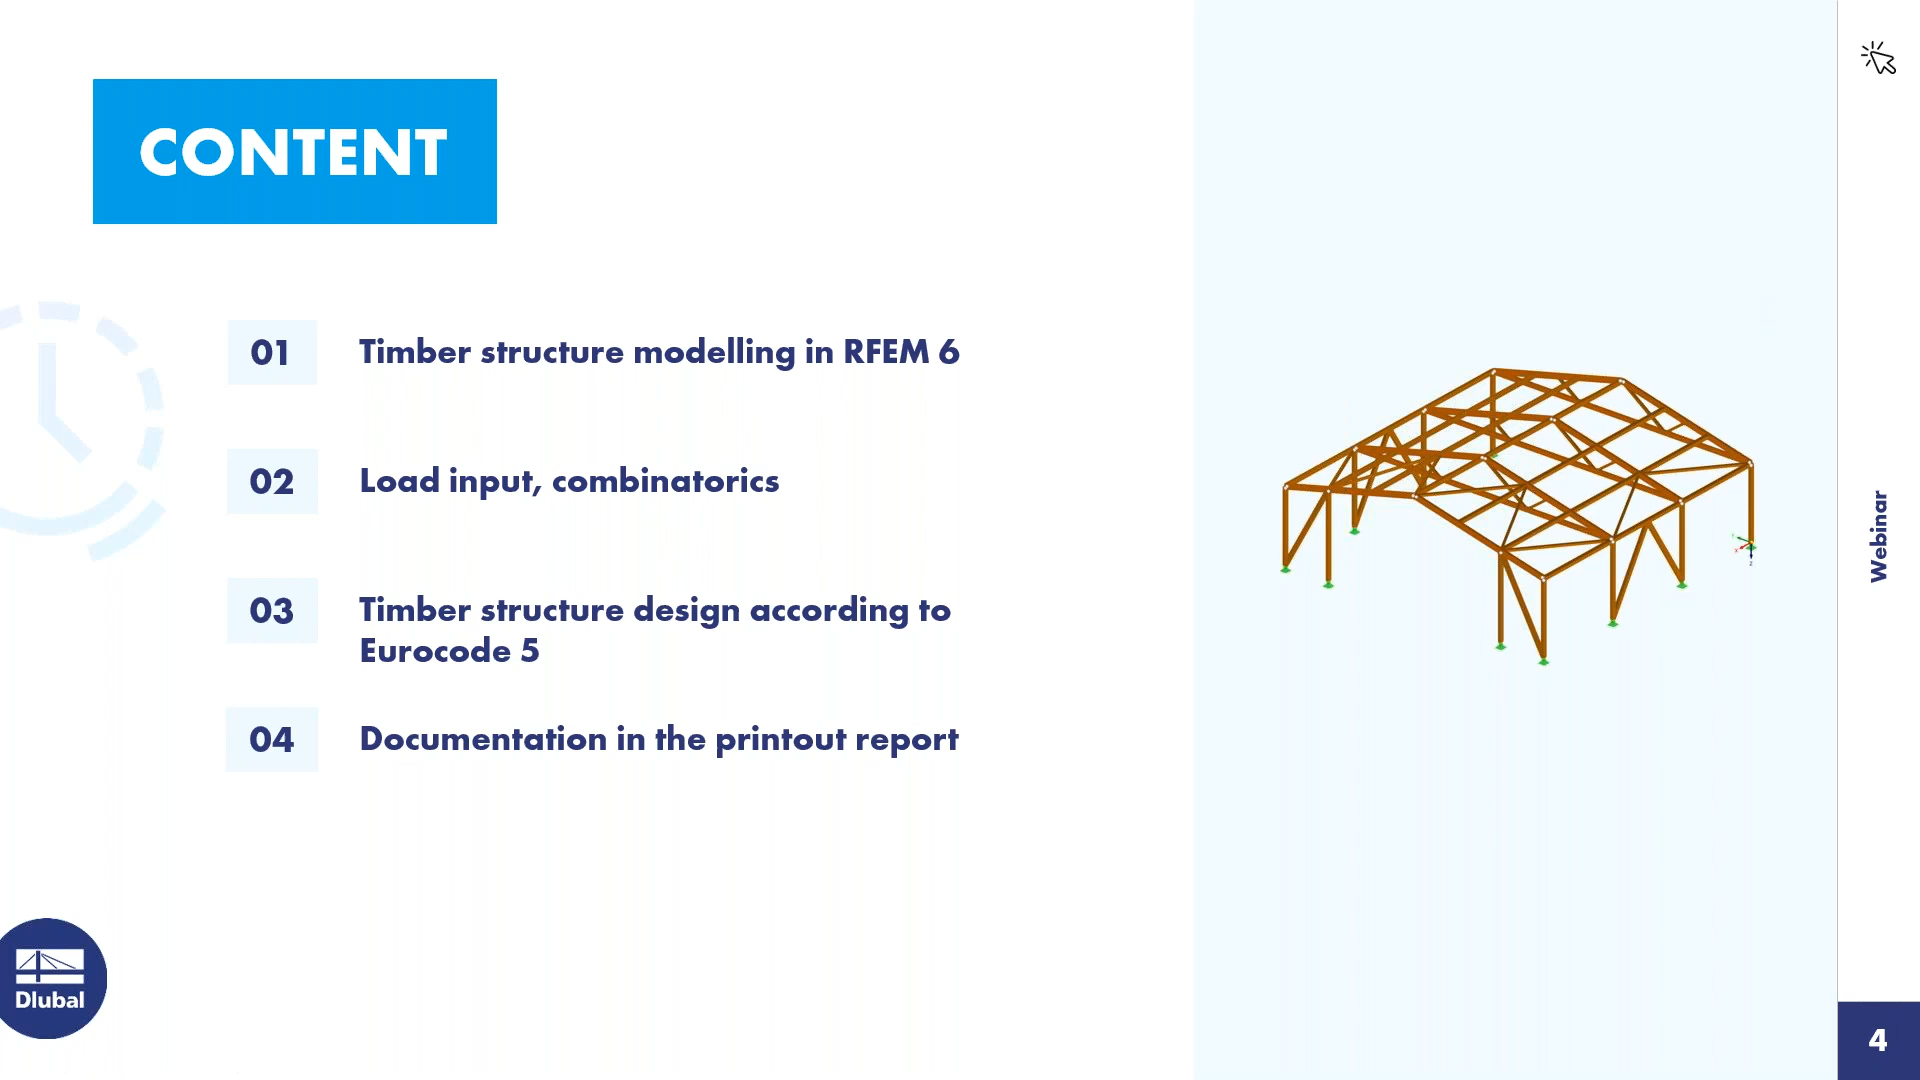 CONTENT
01
Timber structure modelling in RFEM 6
02
Load input, combinatorics
03
Timber structure design according to
Eurocode 5
04
Documentation in the printout report
Webinar
Dlubal
4